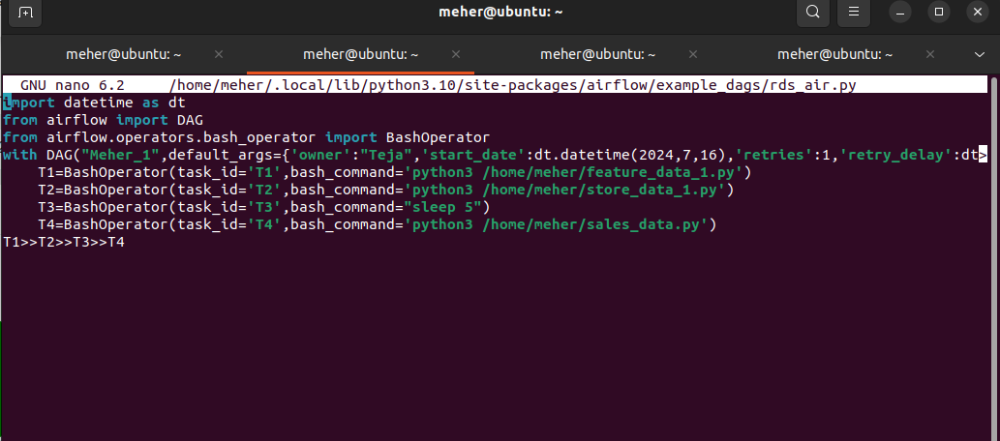 meher@ubuntu: ~
meher@ubuntu: ~ × meher@ubuntu: ~ × meher@ubuntu: ~ × meher@ubuntu: ~ ×
GNU nano 6.2 /home/meher/.local/lib/python3.10/site-packages/airflow/example_dags/rds_air.py
import datetime as dt
from airflow import DAG
from airflow.operators.bash_operator import BashOperator
with DAG("Meher_1",default_args={'owner':"Teja",'start_date':dt.datetime(2024,7,16),'retries':1,'retry_delay':dt>
    T1=BashOperator(task_id='T1',bash_command='python3 /home/meher/feature_data_1.py')
    T2=BashOperator(task_id='T2',bash_command='python3 /home/meher/store_data_1.py')
    T3=BashOperator(task_id='T3',bash_command="sleep 5")
    T4=BashOperator(task_id='T4',bash_command='python3 /home/meher/sales_data.py')
T1>>T2>>T3>>T4